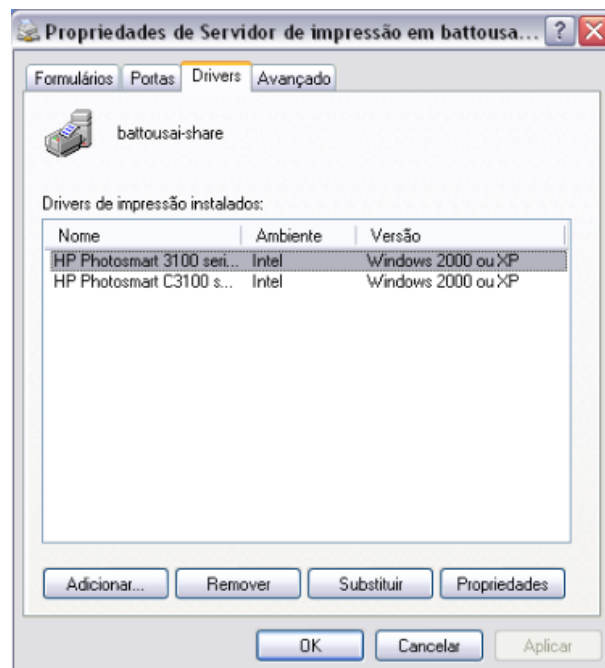 Propriedades de Servidor de impressão em battousa... ?
Formulários Portas Drivers Avançado
battousai-share
Drivers de impressão instalados:
Nome Ambiente Versão
HP Photosmart 3100 seri... Intel Windows 2000 ou XP
HP Photosmart C3100 s... Intel Windows 2000 ou XP
Adicionar... Remover Substituir Propriedades
OK Cancelar Aplicar